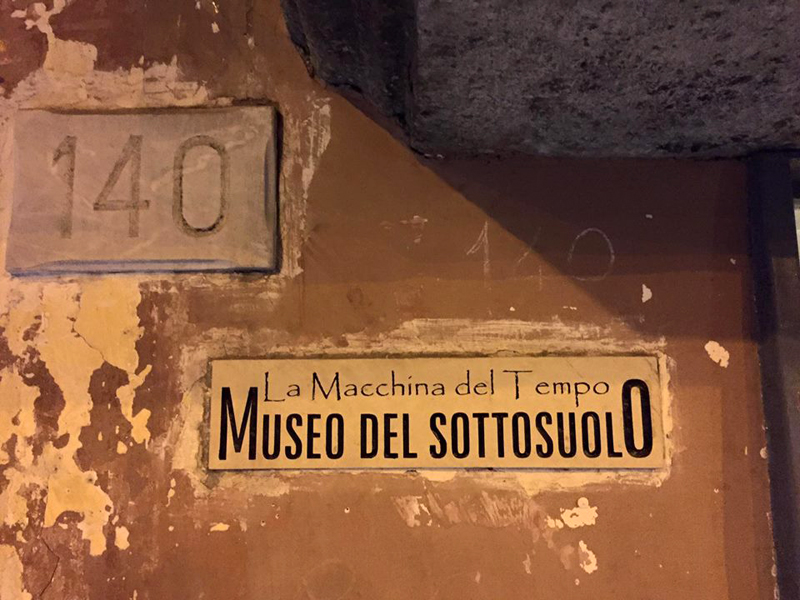 140
140
La Macchina del Tempo
MUSEO DEL SOTTOSUOLO